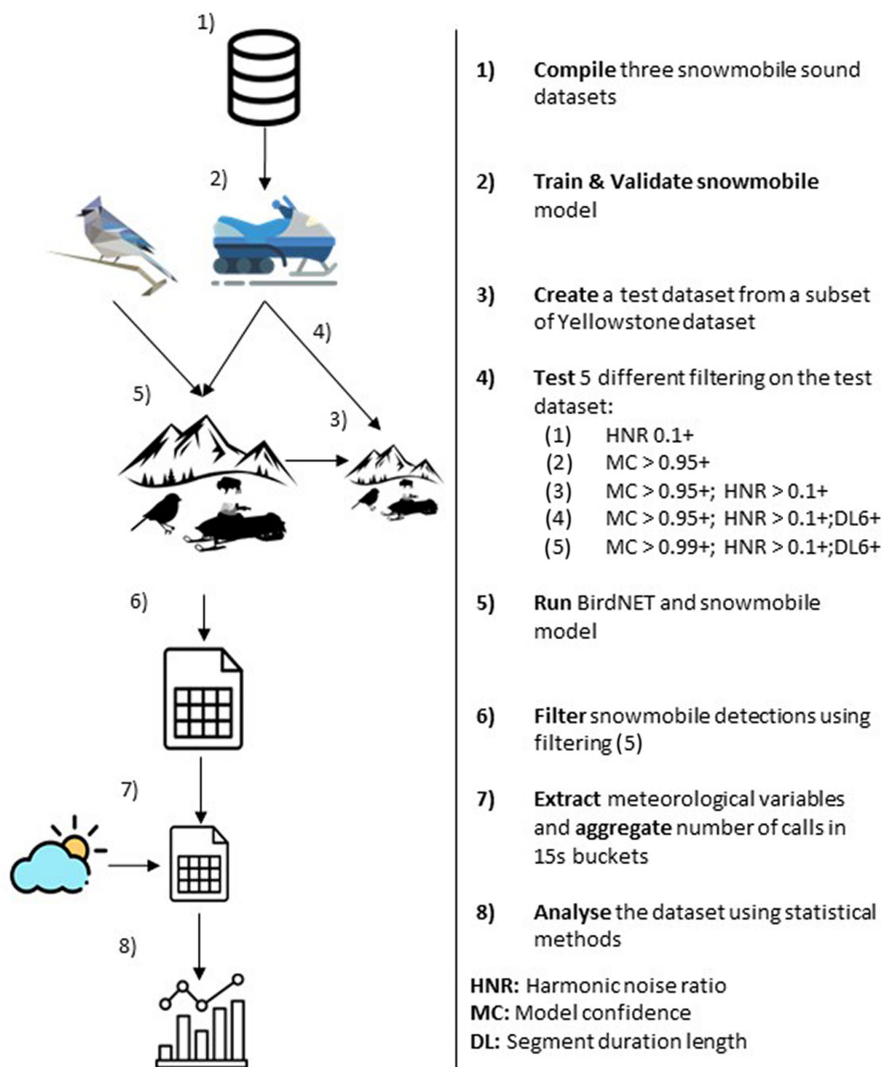 1)
2)
4)
5)
3)
6)
7)
8)
1) Compile three snowmobile sound
datasets
2) Train & Validate snowmobile
model
3) Create a test dataset from a subset
of Yellowstone dataset
4) Test 5 different filtering on the test
dataset:
(1) HNR 0.1+
(2) MC > 0.95+
(3) MC > 0.95+; HNR > 0.1+
(4) MC > 0.95+; HNR > 0.1+;DL6+
(5) MC > 0.99+; HNR > 0.1+;DL6+
5) Run BirdNET and snowmobile
model
6) Filter snowmobile detections using
filtering (5)
7) Extract meteorological variables
and aggregate number of calls in
15s buckets
8) Analyse the dataset using statistical
methods
HNR: Harmonic noise ratio
MC: Model confidence
DL: Segment duration length